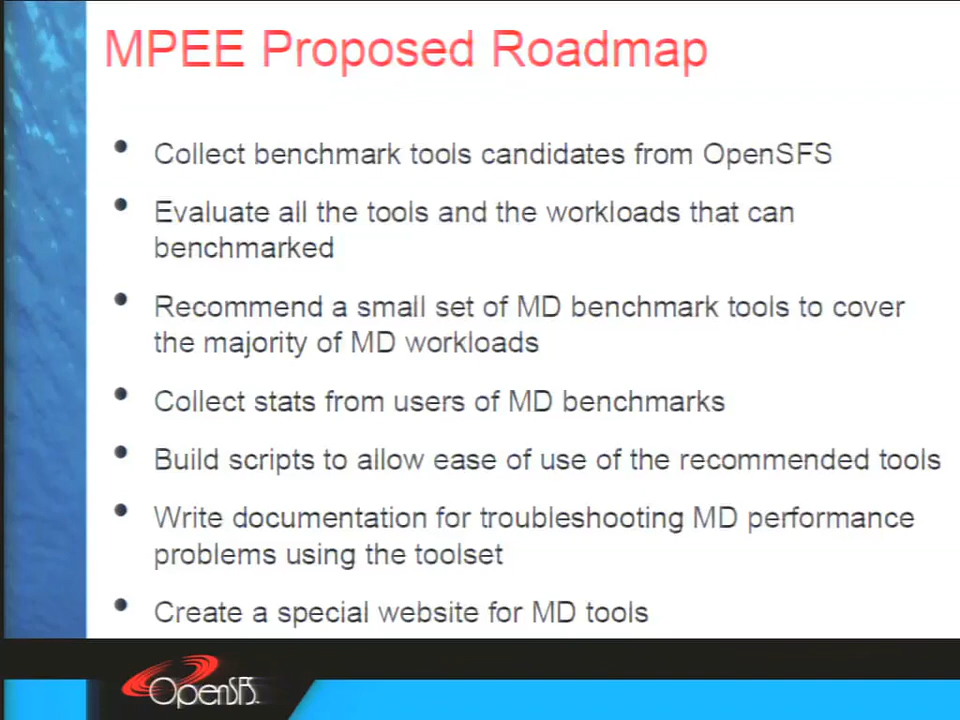 MPEE Proposed Roadmap
• Collect benchmark tools candidates from OpenSFS
• Evaluate all the tools and the workloads that can
benchmarked
• Recommend a small set of MD benchmark tools to cover
the majority of MD workloads
• Collect stats from users of MD benchmarks
• Build scripts to allow ease of use of the recommended tools
• Write documentation for troubleshooting MD performance
problems using the toolset
• Create a special website for MD tools
OpenSFS